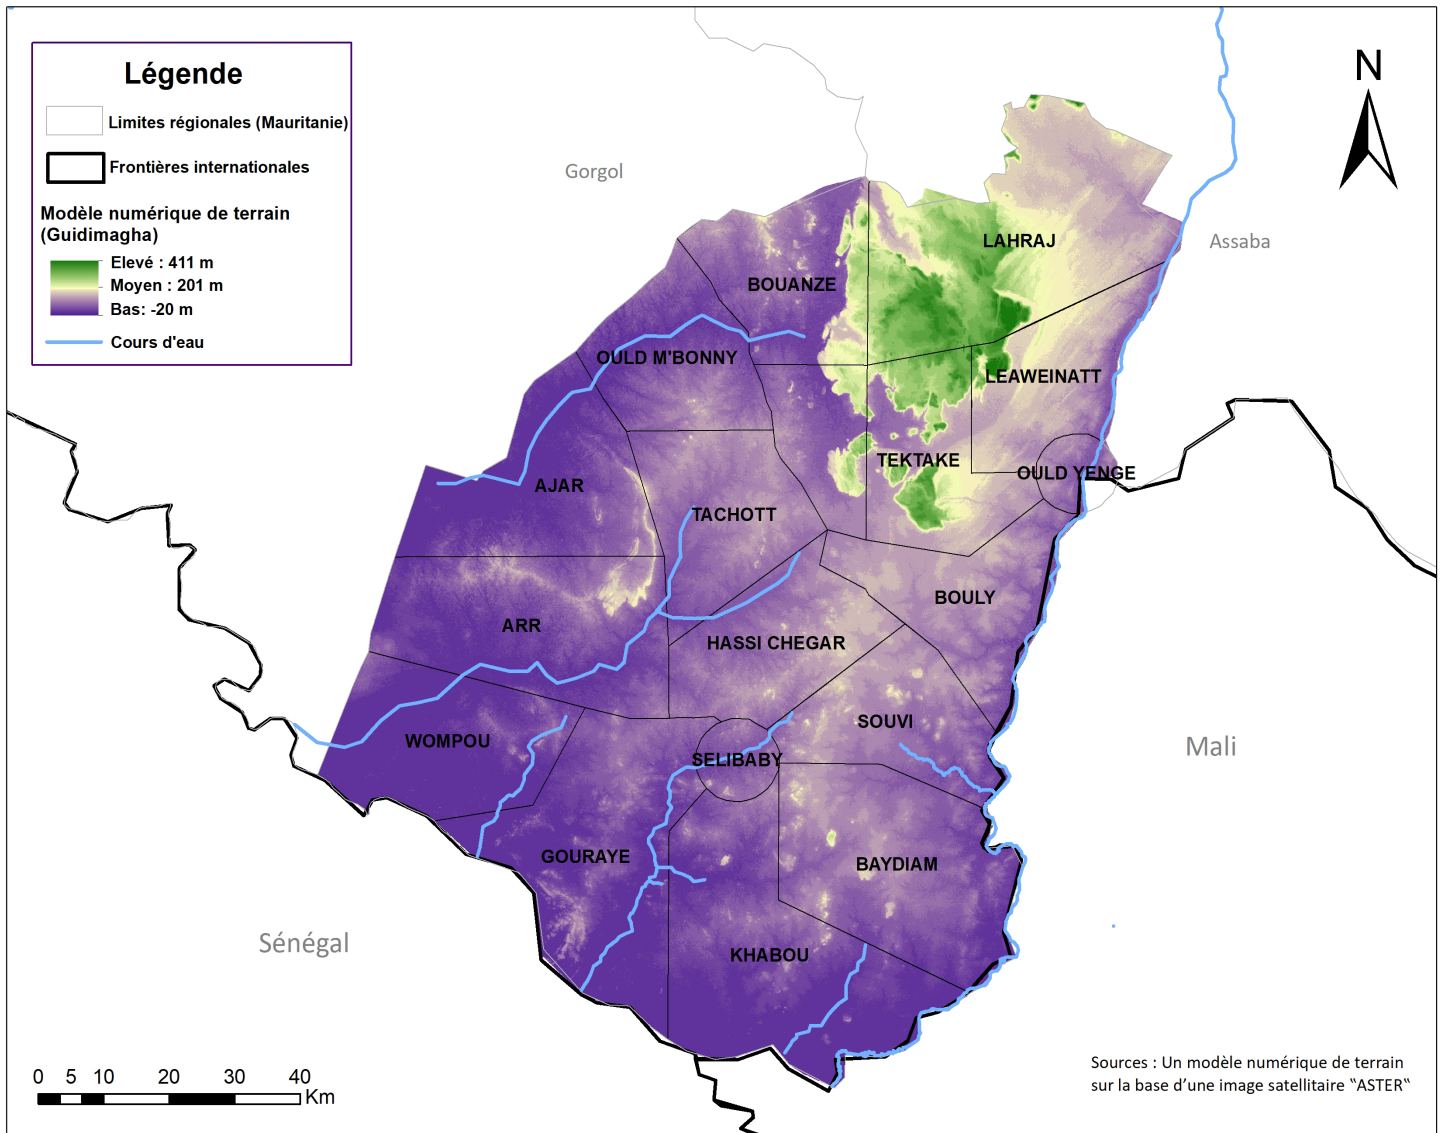 Légende
Limites régionales (Mauritanie)
Frontières internationales
Modèle numérique de terrain
(Guidimagha)
Elevé : 411 m
Moyen : 201 m
Bas: -20 m
Cours d'eau
N
Gorgol
Assaba
LAHRAJ
BOUANZE
OULD M'BONNY
LEAWEINATT
TEKTAKE
OULD YENGE
AJAR
TACHOTT
BOULY
ARR
HASSI CHEGAR
SOUVI
WOMPOU
SELIBABY
Mali
GOURAYE
BAYDIAM
Sénégal
KHABOU
0 5 10 20 30 40
Km
Sources : Un modèle numérique de terrain
sur la base d'une image satellitaire "ASTER"